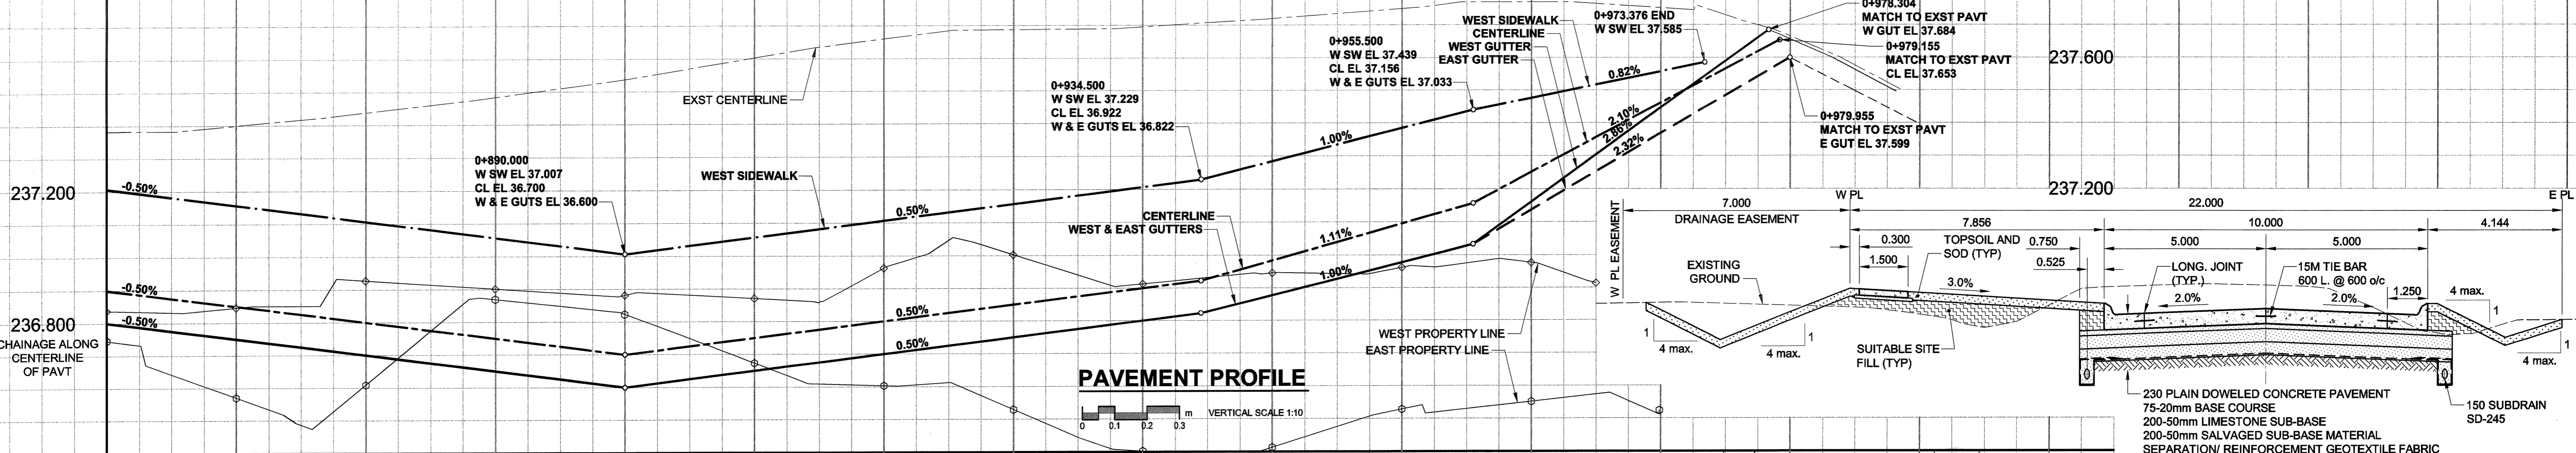 237.200
236.800
CHAINAGE ALONG
CENTERLINE
OF PAVT
-0.50%
-0.50%
-0.50%
0+890.000
W SW EL 37.007
CL EL 36.700
W & E GUTS EL 36.600
EXST CENTERLINE
WEST SIDEWALK
0.50%
0.50%
0.50%
0+934.500
W SW EL 37.229
CL EL 36.922
W & E GUTS EL 36.822
CENTERLINE
WEST & EAST GUTTERS
1.00%
1.11%
1.00%
0+955.500
W SW EL 37.439
CL EL 37.156
W & E GUTS EL 37.033
WEST SIDEWALK
CENTERLINE
WEST GUTTER
EAST GUTTER
0+973.376 END
W SW EL 37.585
0.82%
2.10%
2.86%
2.32%
0+978.304
MATCH TO EXST PAVT
W GUT EL 37.684
0+979.155
MATCH TO EXST PAVT
CL EL 37.653
0+979.955
MATCH TO EXST PAVT
E GUT EL 37.599
WEST PROPERTY LINE
EAST PROPERTY LINE
PAVEMENT PROFILE
0 0.1 0.2 0.3 m
VERTICAL SCALE 1:10
237.600
237.200
W PL EASEMENT
W PL
E PL
7.000
DRAINAGE EASEMENT
22.000
7.856
10.000
4.144
0.300
1.500
TOPSOIL AND
SOD (TYP)
0.750
0.525
5.000
5.000
EXISTING
GROUND
3.0%
LONG. JOINT
(TYP.)
15M TIE BAR
600 L. @ 600 o/c
2.0%
2.0%
1.250
4 max.
1
1
4 max.
1
4 max.
SUITABLE SITE
FILL (TYP)
1
4 max.
230 PLAIN DOWELED CONCRETE PAVEMENT
75-20mm BASE COURSE
200-50mm LIMESTONE SUB-BASE
200-50mm SALVAGED SUB-BASE MATERIAL
SEPARATION/ REINFORCEMENT GEOTEXTILE FABRIC
150 SUBDRAIN
SD-245